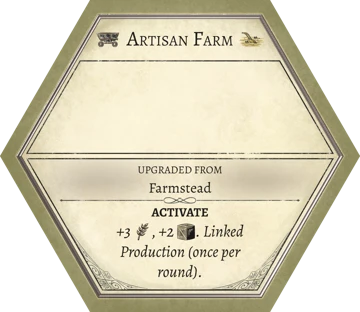 Artisan Farm
UPGRADED FROM
Farmstead
ACTIVATE
+3 , +2 . Linked
Production (once per
round).